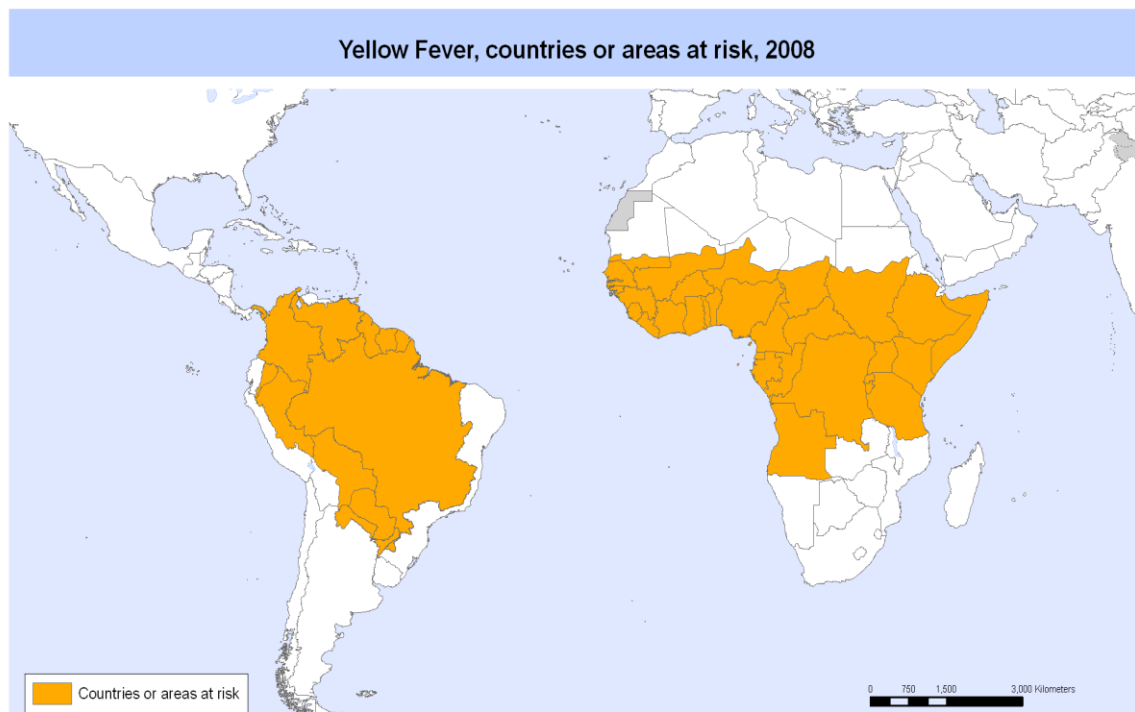 Yellow Fever, countries or areas at risk, 2008
Countries or areas at risk
0 750 1,500 3,000 Kilometers